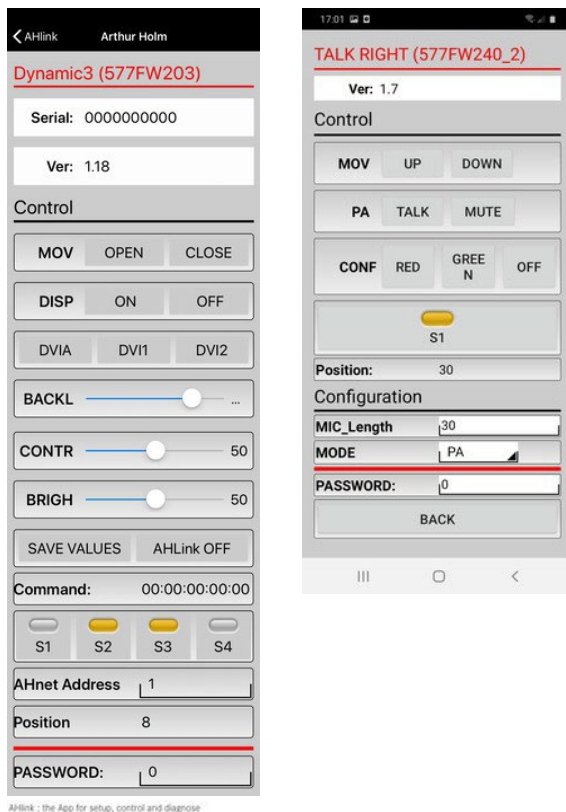 AHlink Arthur Holm
Dynamic3 (577FW203)
Serial: 0000000000
Ver: 1.18
Control
MOV OPEN CLOSE
DISP ON OFF
DVIA DVI1 DVI2
BACKL ...
CONTR 50
BRIGH 50
SAVE VALUES AHLink OFF
Command: 00:00:00:00:00
S1 S2 S3 S4
AHnet Address 1
Position 8
PASSWORD: 0
AHlink : the App for setup, control and diagnose
17:01
TALK RIGHT (577FW240_2)
Ver: 1.7
Control
MOV UP DOWN
PA TALK MUTE
CONF RED GREE OFF
N
S1
Position: 30
Configuration
MIC_Length 30
MODE PA
PASSWORD: 0
BACK